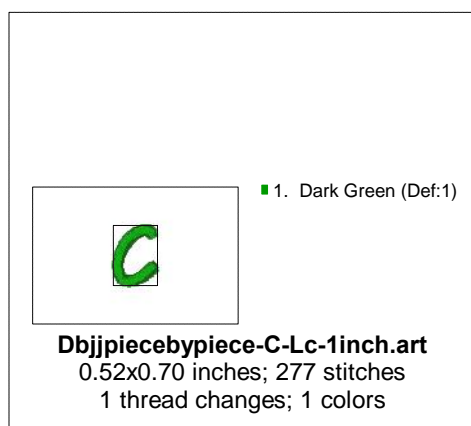 1. Dark Green (Def:1)
C
Dbjjpiecebypiece-C-Lc-1inch.art
0.52x0.70 inches; 277 stitches
1 thread changes; 1 colors